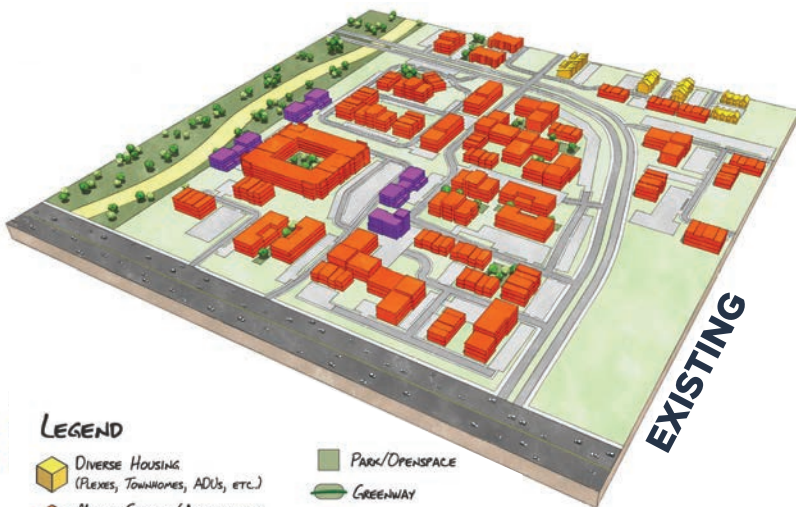 EXISTING
LEGEND
DIVERSE HOUSING
(PLEXES, TOWNHOMES, ADUS, ETC.)
PARK/OPENSPACE
GREENWAY